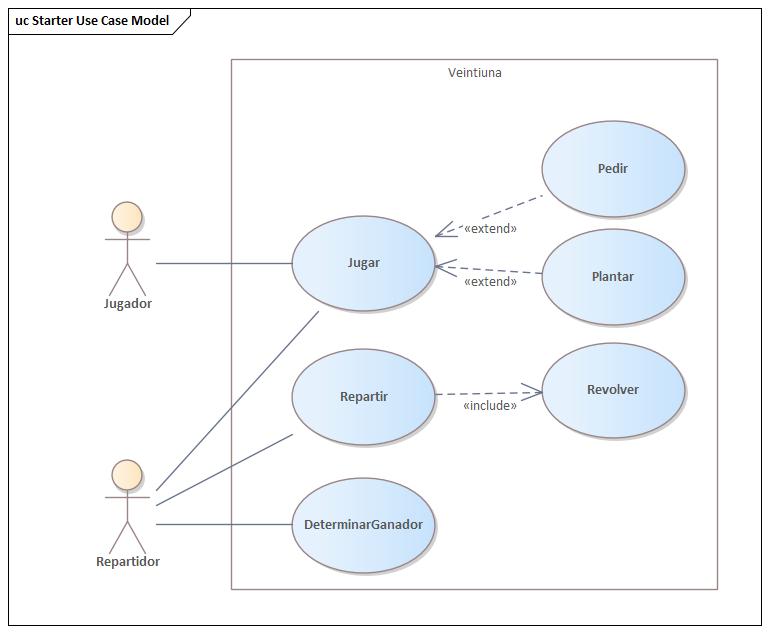 uc Starter Use Case Model
Veintiuna
Pedir
«extend»
Jugar
Plantar
«extend»
Jugador
Revolver
Repartir
«include»
DeterminarGanador
Repartidor